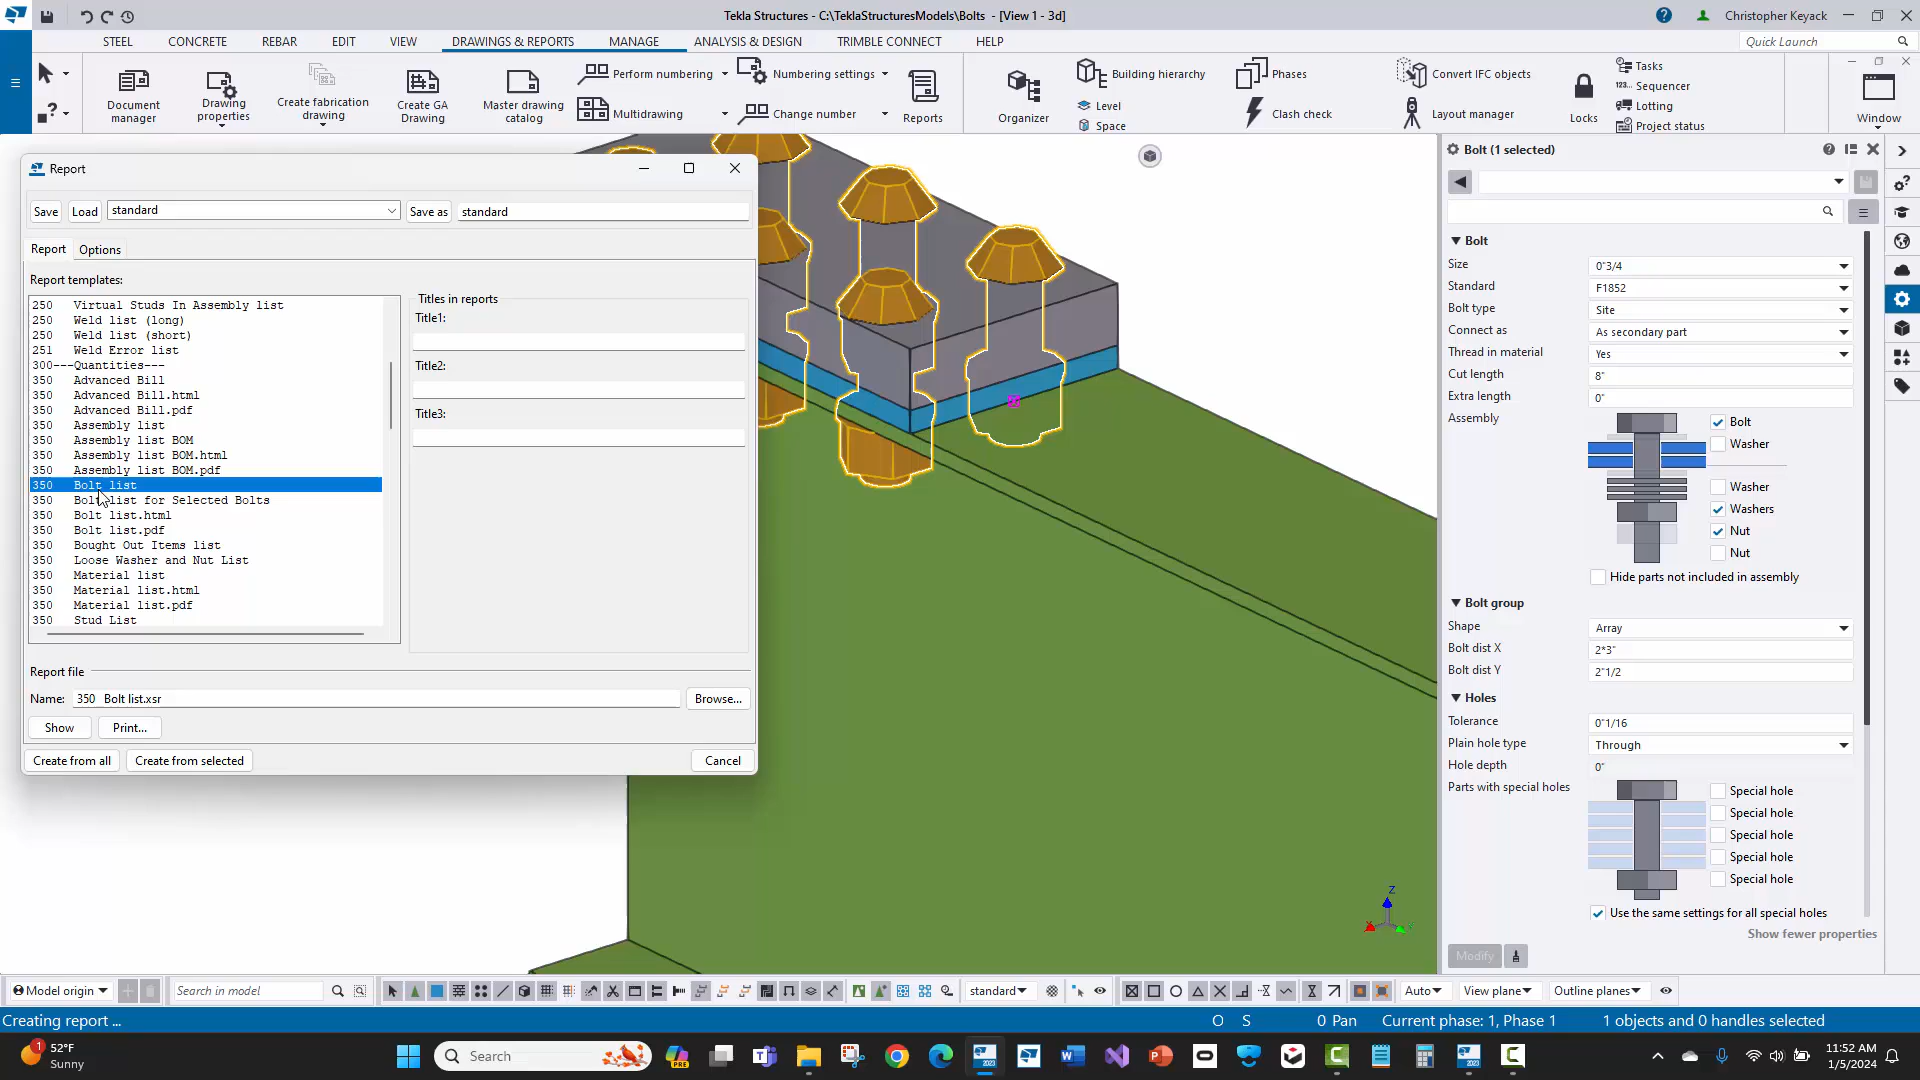 Tekla Structures - C:\TeklaStructuresModels\Bolts - [View 1 - 3d]
Christopher Keyack
STEEL CONCRETE REBAR EDIT VIEW DRAWINGS & REPORTS MANAGE ANALYSIS & DESIGN TRIMBLE CONNECT HELP
Quick Launch
Document manager
Drawing properties
Create fabrication drawing
Create GA Drawing
Master drawing catalog
Perform numbering
Multidrawing
Numbering settings
Change number
Reports
Organizer
Building hierarchy
Level
Space
Phases
Clash check
Convert IFC objects
Layout manager
Locks
Tasks
Sequencer
Lotting
Project status
Window
Report
Save
Load
standard
Save as
standard
Report
Options
Report templates:
250 Virtual Studs In Assembly list
250 Weld list (long)
250 Weld list (short)
251 Weld Error list
300---Quantities---
350 Advanced Bill
350 Advanced Bill.html
350 Advanced Bill.pdf
350 Assembly list
350 Assembly list BOM
350 Assembly list BOM.html
350 Assembly list BOM.pdf
350 Bolt list
350 Bolt list for Selected Bolts
350 Bolt list.html
350 Bolt list.pdf
350 Bought Out Items list
350 Loose Washer and Nut List
350 Material list
350 Material list.html
350 Material list.pdf
350 Stud List
Titles in reports
Title1:
Title2:
Title3:
Report file
Name: 350 Bolt list.xsr
Browse...
Show
Print...
Create from all
Create from selected
Cancel
Bolt (1 selected)
Bolt
Size 0"3/4
Standard F1852
Bolt type Site
Connect as As secondary part
Thread in material Yes
Cut length 8"
Extra length 0"
Assembly
Bolt
Washer
Washer
Washers
Nut
Nut
Hide parts not included in assembly
Bolt group
Shape Array
Bolt dist X 2*3"
Bolt dist Y 2"1/2
Holes
Tolerance 0"1/16
Plain hole type Through
Hole depth 0"
Parts with special holes
Special hole
Special hole
Special hole
Special hole
Special hole
Use the same settings for all special holes
Show fewer properties
Modify
Z
Model origin
Search in model
standard
Auto
View plane
Outline planes
Creating report ...
O S 0 Pan Current phase: 1, Phase 1 1 objects and 0 handles selected
1
52°F
Sunny
Search
PRE
11:52 AM
1/5/2024